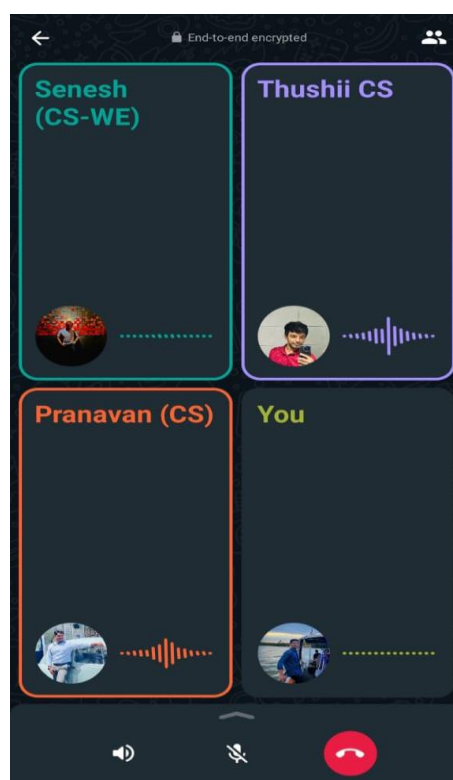 End-to-end encrypted
Senesh
(CS-WE)
Thushii CS
Pranavan (CS)
You